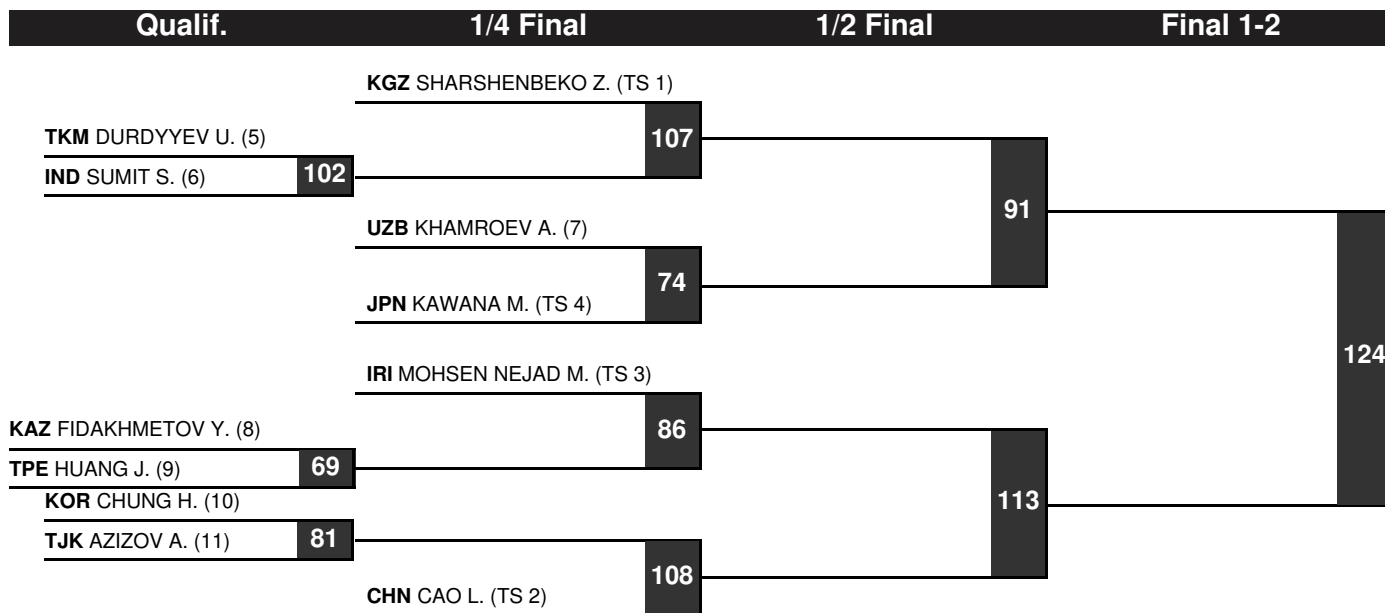 Qualif. 1/4 Final 1/2 Final Final 1-2
KGZ SHARSHENBEKO Z. (TS 1)
TKM DURDYYEV U. (5)
107
IND SUMIT S. (6) 102
UZB KHAMROEV A. (7)
91
74
JPN KAWANA M. (TS 4)
124
IRI MOHSEN NEJAD M. (TS 3)
KAZ FIDAKHMETOV Y. (8)
86
TPE HUANG J. (9) 69
KOR CHUNG H. (10)
113
TJK AZIZOV A. (11) 81
108
CHN CAO L. (TS 2)